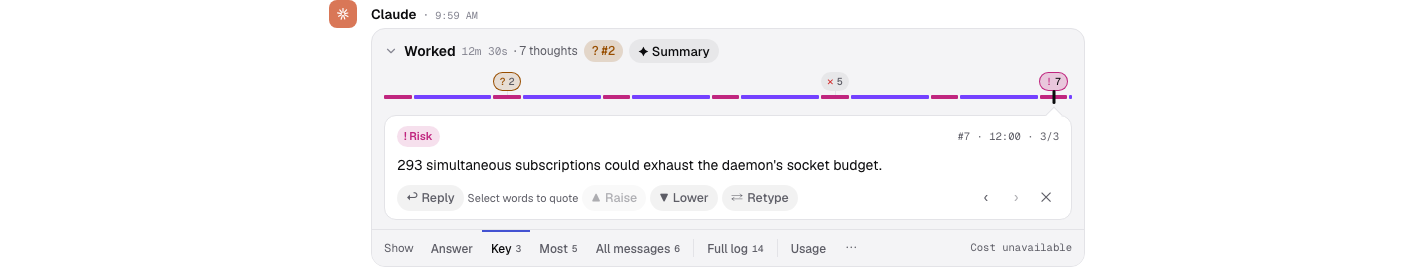 Claude · 9:59 AM
Worked 12m 30s · 7 thoughts ? #2 ✦ Summary
? 2 × 5 ! 7
! Risk #7 · 12:00 · 3/3
293 simultaneous subscriptions could exhaust the daemon's socket budget.
↩ Reply Select words to quote ▲ Raise ▼ Lower ⇄ Retype ‹ › ×
Show Answer Key 3 Most 5 All messages 6 Full log 14 Usage ··· Cost unavailable